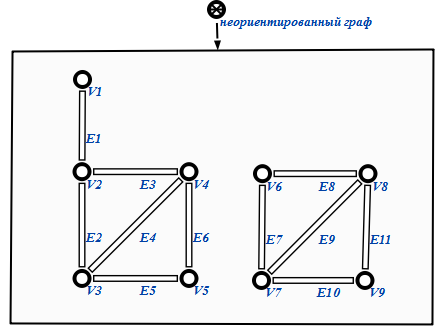 неориентированный граф
V1
E1
V2 E3 V4 V6 E8 V8
E2 E4 E6 E7 E9 E11
V3 E5 V5 V7 E10 V9